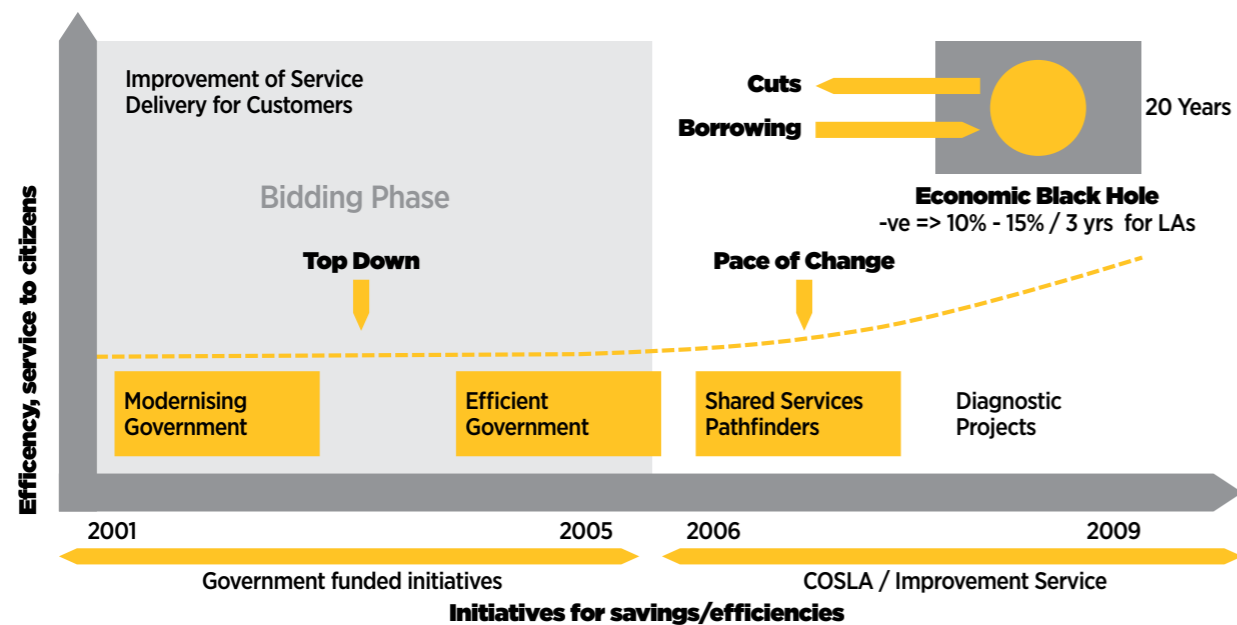 Improvement of Service
Delivery for Customers
Bidding Phase
Top Down
Cuts
Borrowing
20 Years
Economic Black Hole
-ve => 10% - 15% / 3 yrs for LAs
Pace of Change
Efficency, service to citizens
Modernising
Government
Efficient
Government
Shared Services
Pathfinders
Diagnostic
Projects
2001
2005
2006
2009
Government funded initiatives
COSLA / Improvement Service
Initiatives for savings/efficiencies